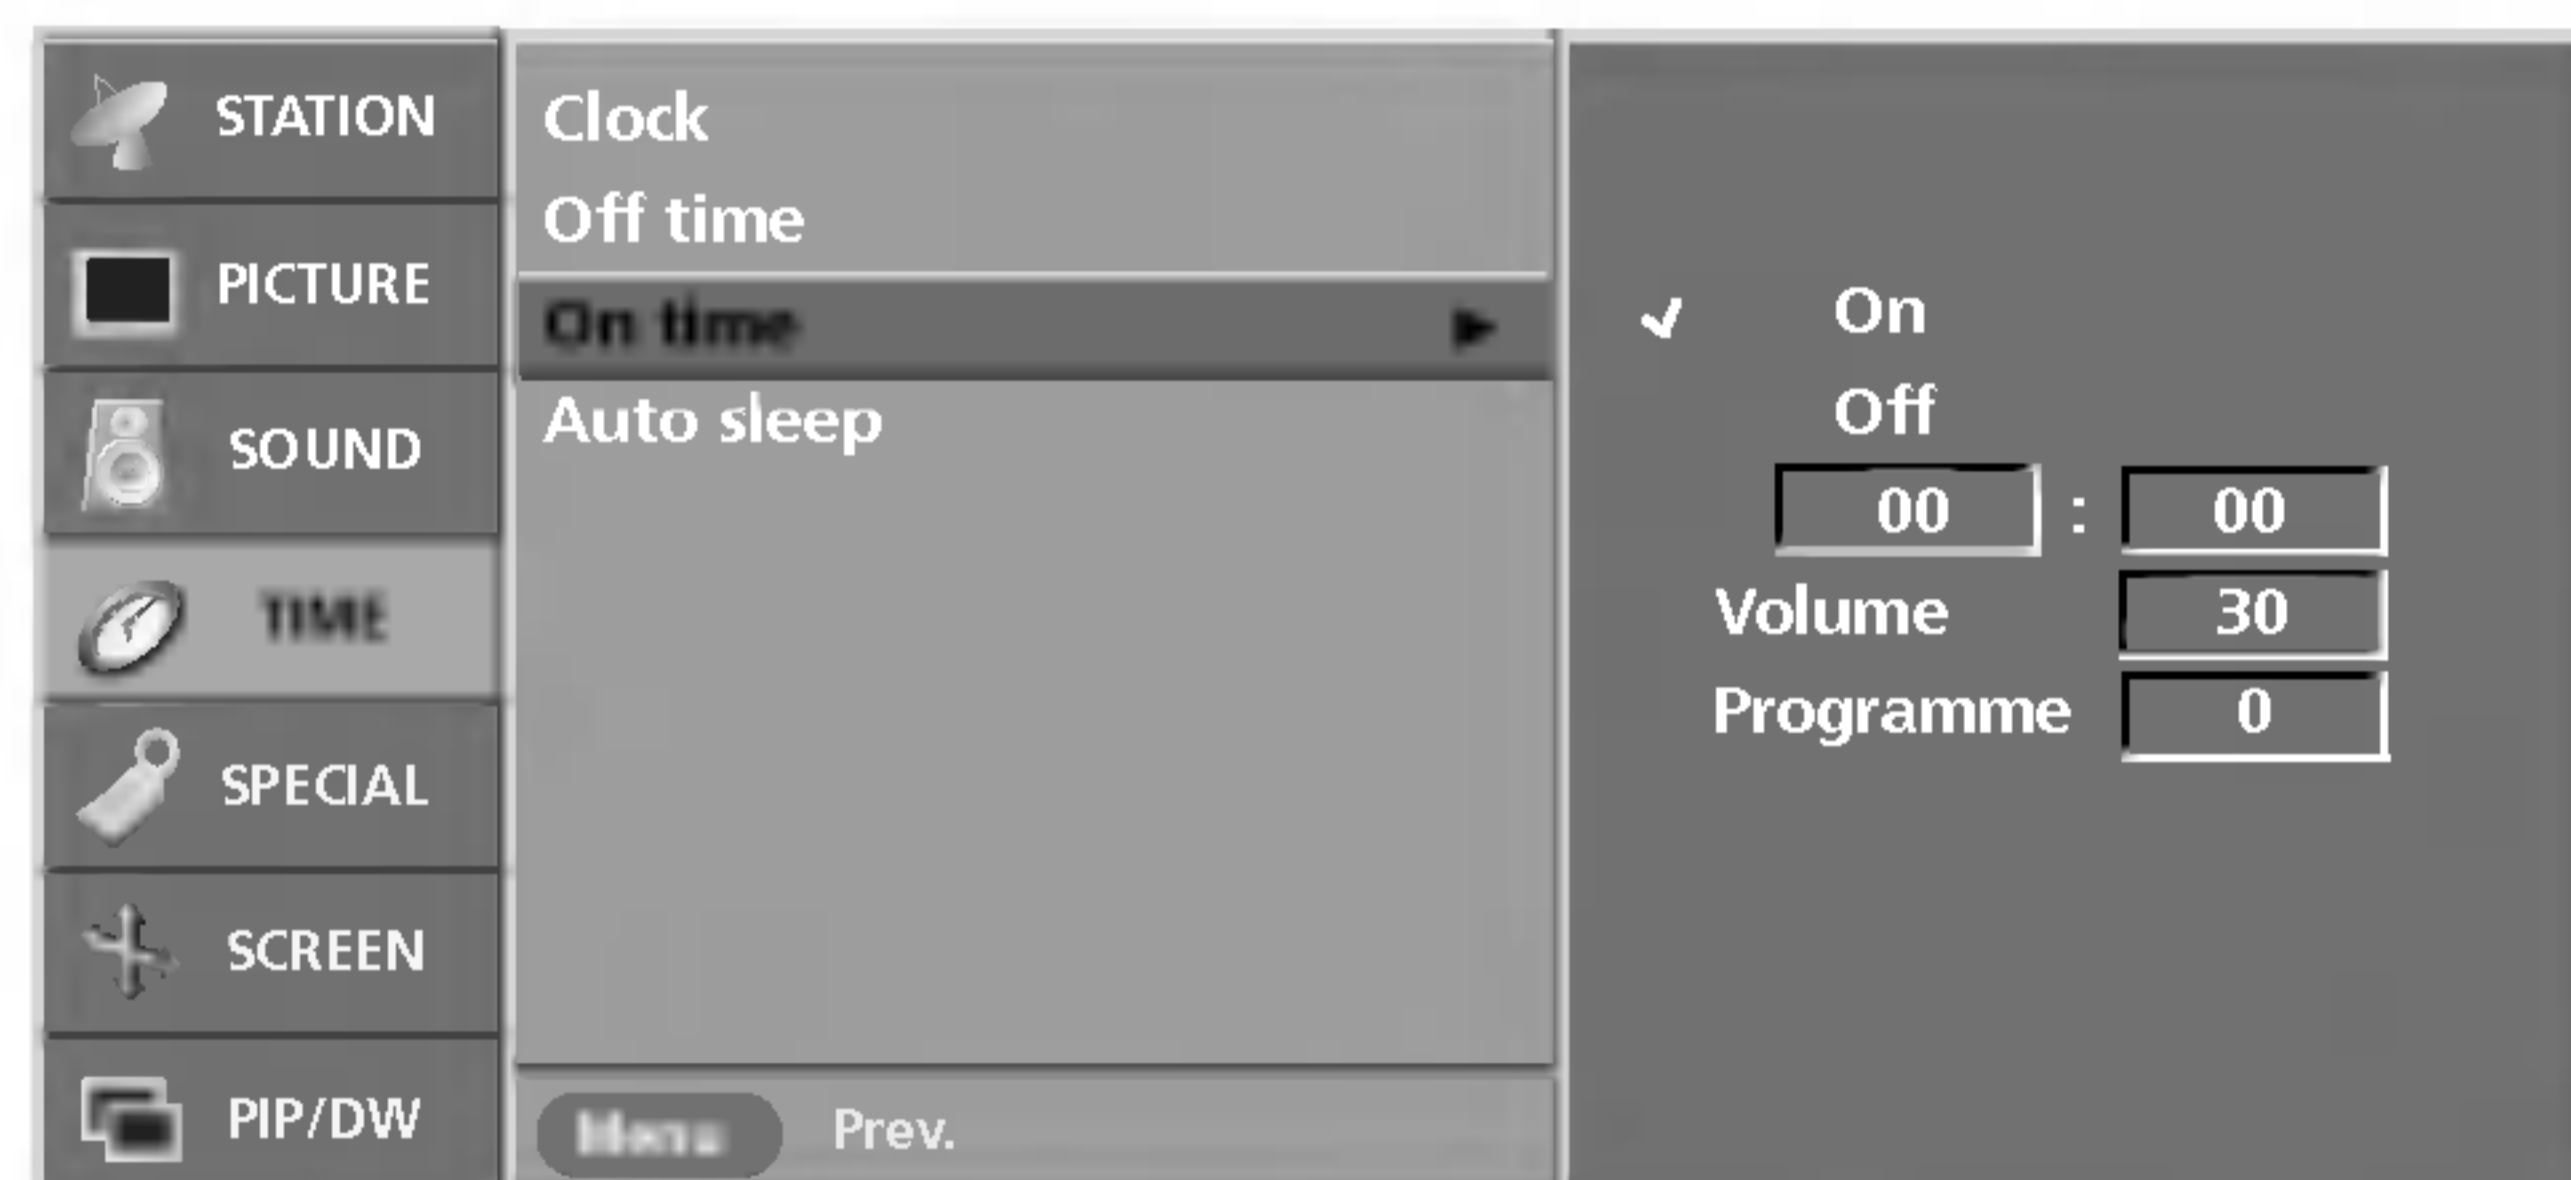 STATION
PICTURE
SOUND
TIME
SPECIAL
SCREEN
PIP/DW
Clock
Off time
On time
Auto sleep
Menu Prev.
On
Off
00 : 00
Volume 30
Programme 0